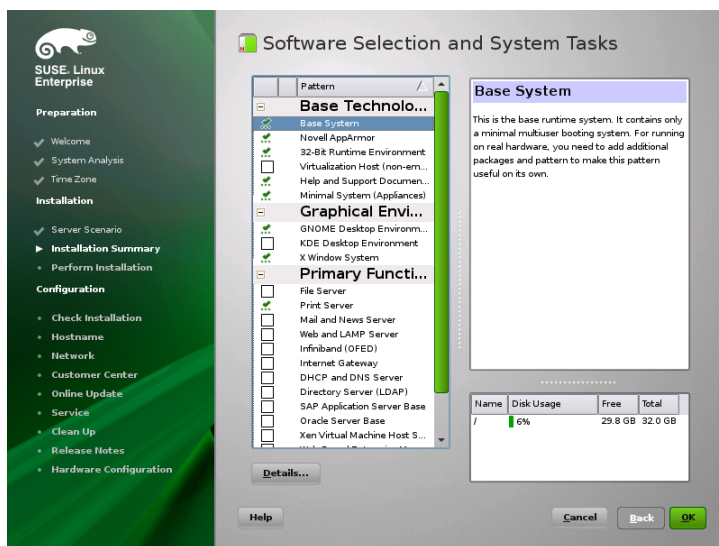 SUSE. Linux
Enterprise
Preparation
Welcome
System Analysis
Time Zone
Installation
Server Scenario
Installation Summary
Perform Installation
Configuration
Check Installation
Hostname
Network
Customer Center
Online Update
Service
Clean Up
Release Notes
Hardware Configuration
Software Selection and System Tasks
Pattern
Base Technolo...
Base System
Novell AppArmor
32-Bit Runtime Environment
Virtualization Host (non-em...
Help and Support Documen...
Minimal System (Appliances)
Graphical Envi...
GNOME Desktop Environm...
KDE Desktop Environment
X Window System
Primary Functi...
File Server
Print Server
Mail and News Server
Web and LAMP Server
Infiniband (OFED)
Internet Gateway
DHCP and DNS Server
Directory Server (LDAP)
SAP Application Server Base
Oracle Server Base
Xen Virtual Machine Host S...
Details...
Base System
This is the base runtime system. It contains only
a minimal multiuser booting system. For running
on real hardware, you need to add additional
packages and pattern to make this pattern
useful on its own.
Name Disk Usage Free Total
/ 6% 29.8 GB 32.0 GB
Help Cancel Back OK